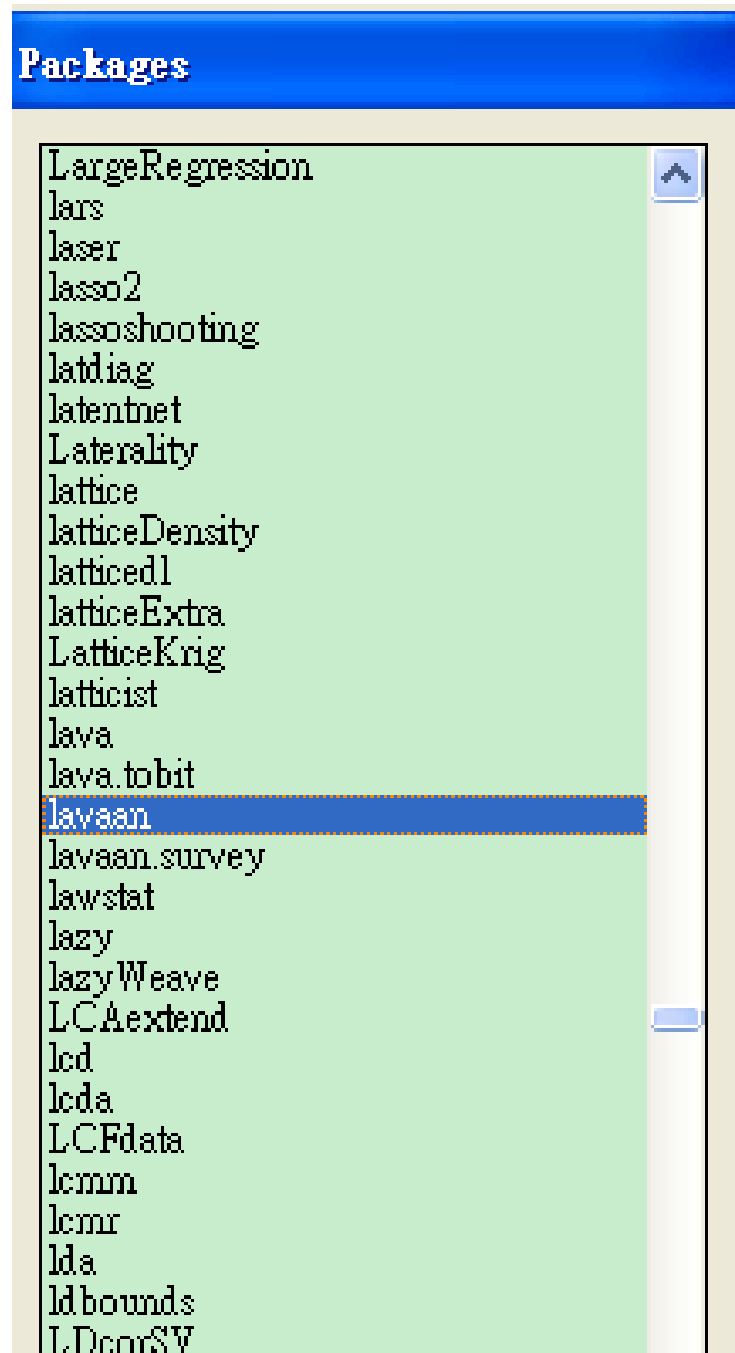 Packages
LargeRegression
lars
laser
lasso2
lassoshooting
latdiag
latentnet
Laterality
lattice
latticeDensity
latticedl
latticeExtra
LatticeKrig
latticist
lava
lava.tobit
lavaan
lavaan.survey
lawstat
lazy
lazyWeave
LCAextend
lcd
lcda
LCFdata
lcmm
lcmr
lda
ldbounds
LDcorSV